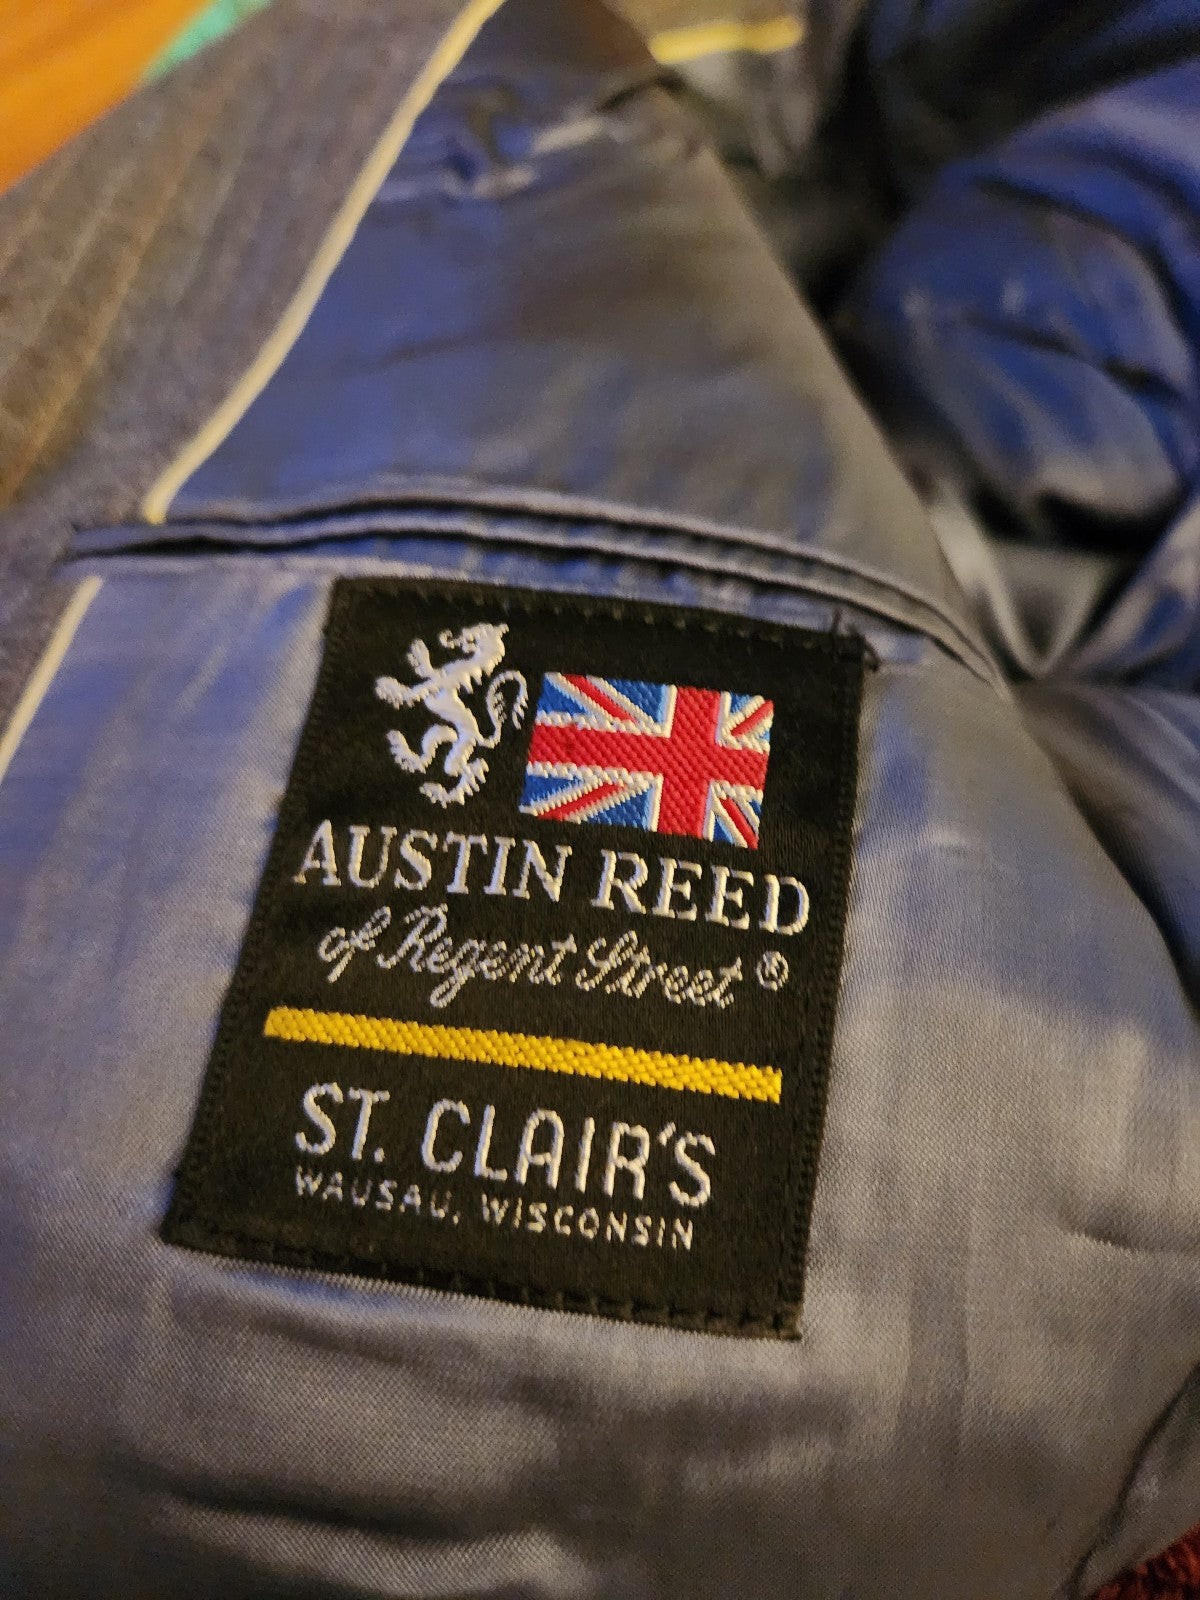 AUSTIN REED
of Regent Street ®
ST. CLAIR'S
WAUSAU, WISCONSIN